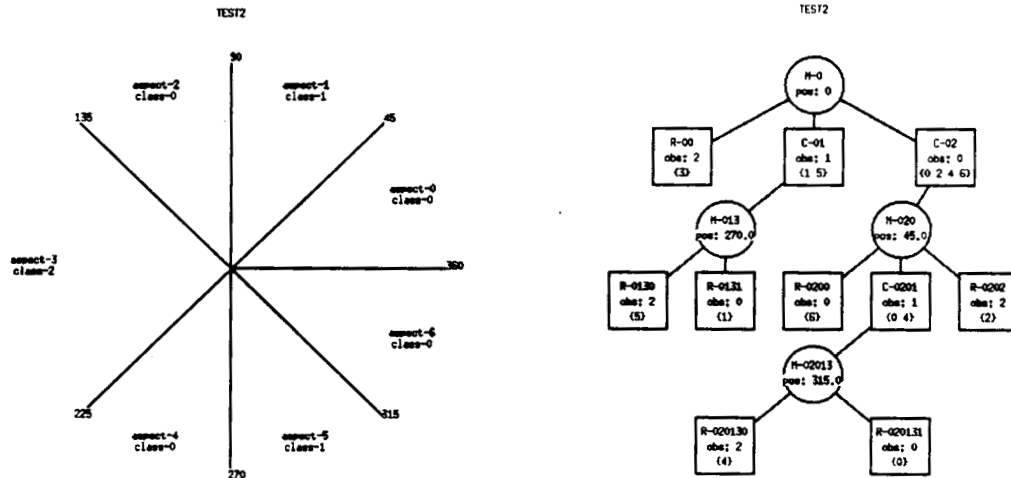 TEST2
90
aspect-2
class-0
aspect-1
class-1
135
45
aspect-0
class-0
aspect-3
class-2
360
aspect-6
class-0
225
315
aspect-4
class-0
aspect-5
class-1
270
TEST2
M-0
pos: 0
R-00
obs: 2
{3}
C-01
obs: 1
{1 5}
C-02
obs: 0
{0 2 4 6}
M-013
pos: 270.0
M-020
pos: 45.0
R-0130
obs: 2
{5}
R-0131
obs: 0
{1}
R-0200
obs: 0
{6}
C-0201
obs: 1
{0 4}
R-0202
obs: 2
{2}
M-02013
pos: 315.0
R-020130
obs: 2
{4}
R-020131
obs: 0
{0}